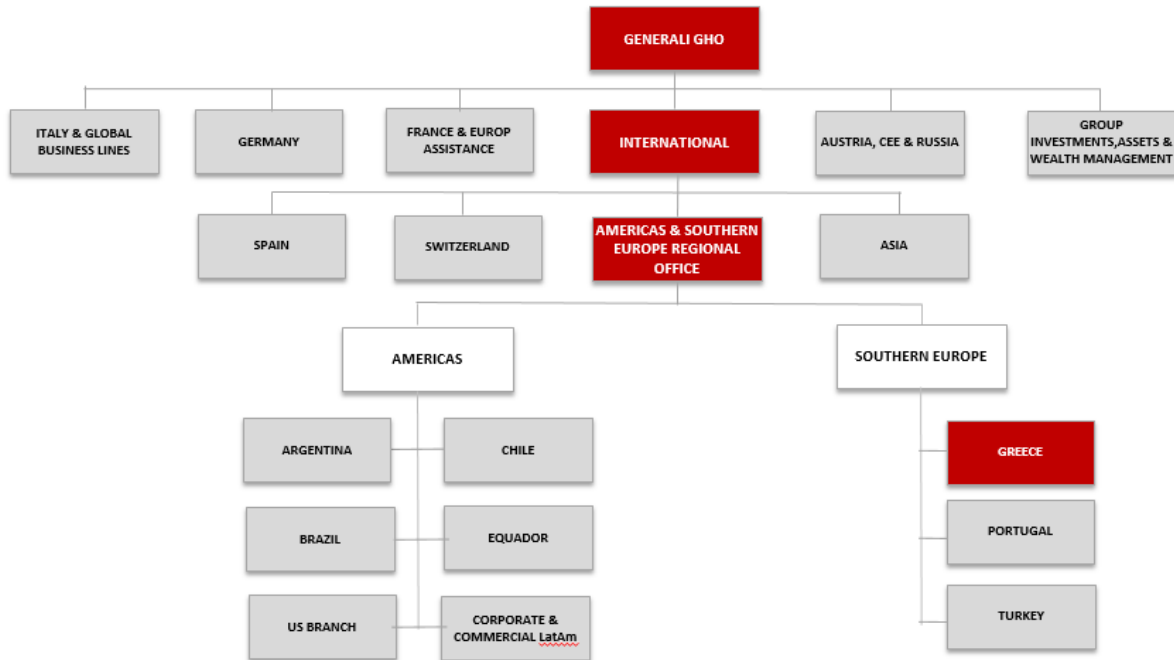 GENERALI GHO
ITALY & GLOBAL
BUSINESS LINES
GERMANY
FRANCE & EUROP
ASSISTANCE
INTERNATIONAL
AUSTRIA, CEE & RUSSIA
GROUP
INVESTMENTS,ASSETS &
WEALTH MANAGEMENT
SPAIN
SWITZERLAND
AMERICAS & SOUTHERN
EUROPE REGIONAL
OFFICE
ASIA
AMERICAS
SOUTHERN EUROPE
ARGENTINA
CHILE
GREECE
BRAZIL
EQUADOR
PORTUGAL
US BRANCH
CORPORATE &
COMMERCIAL LatAm
TURKEY